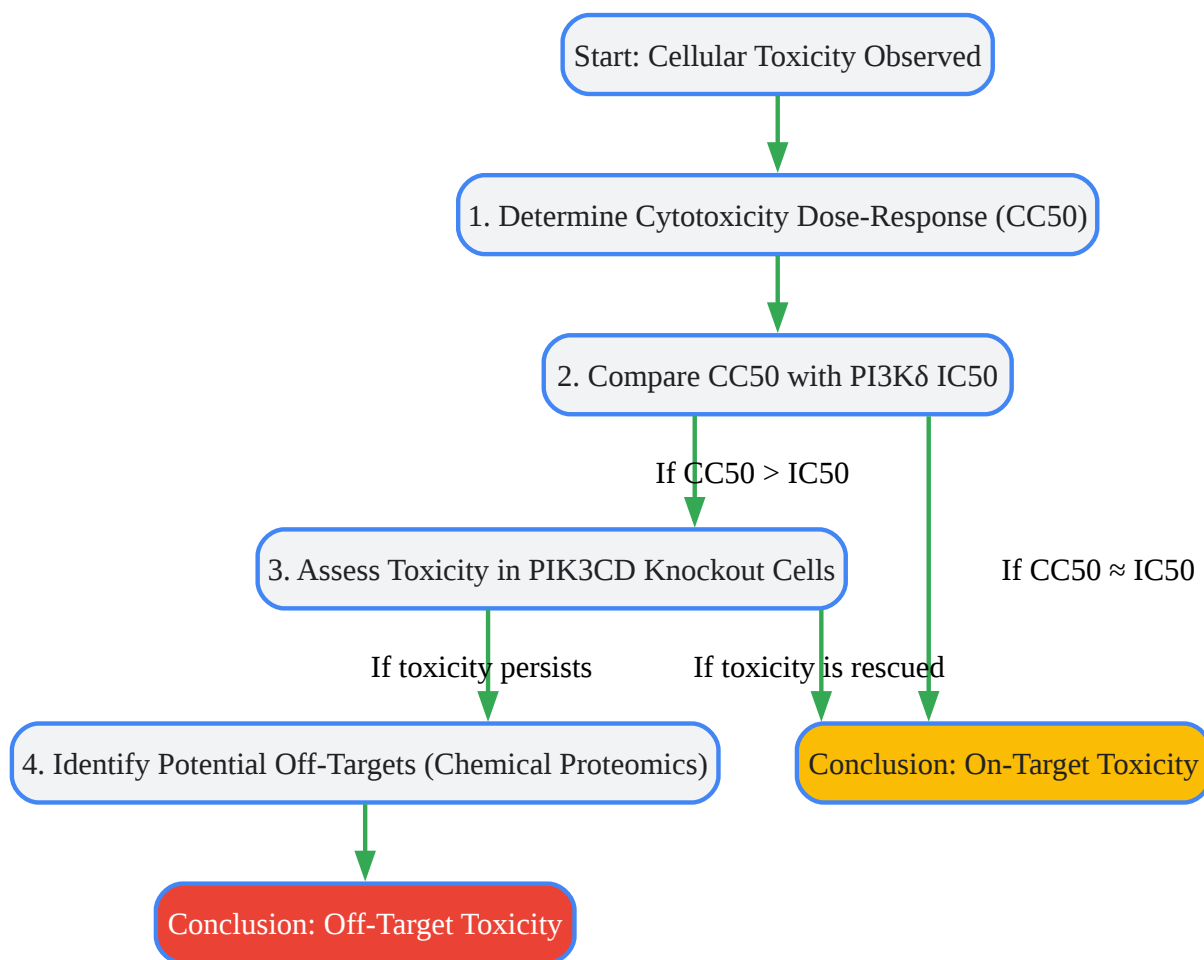 Start: Cellular Toxicity Observed
1. Determine Cytotoxicity Dose-Response (CC50)
2. Compare CC50 with PI3Kδ IC50
If CC50 > IC50
3. Assess Toxicity in PIK3CD Knockout Cells
If CC50 ≈ IC50
If toxicity persists
If toxicity is rescued
4. Identify Potential Off-Targets (Chemical Proteomics)
Conclusion: On-Target Toxicity
Conclusion: Off-Target Toxicity